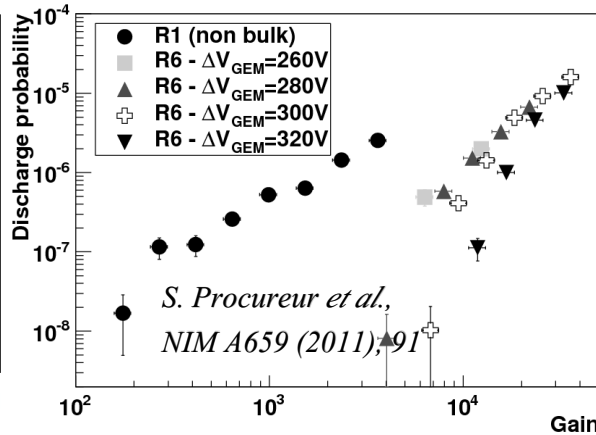 10⁻⁴
R1 (non bulk)
R6 - ΔV_GEM=260V
R6 - ΔV_GEM=280V
R6 - ΔV_GEM=300V
R6 - ΔV_GEM=320V
Discharge probability
10⁻⁵
10⁻⁶
10⁻⁷
10⁻⁸
S. Procureur et al.,
NIM A659 (2011), 91
10² 10³ 10⁴
Gain